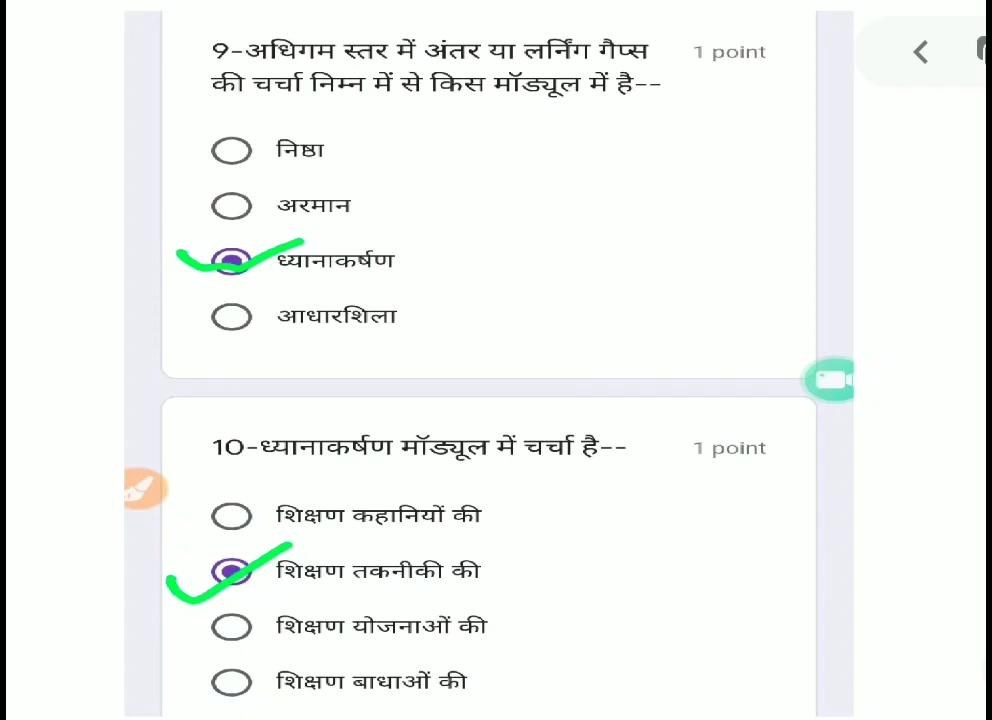 9-अधिगम स्तर में अंतर या लर्निंग गैप्स 1 point
की चर्चा निम्न में से किस मॉड्यूल में है--
निष्ठा
अरमान
ध्यानाकर्षण
आधारशिला
10-ध्यानाकर्षण मॉड्यूल में चर्चा है-- 1 point
शिक्षण कहानियों की
शिक्षण तकनीकी की
शिक्षण योजनाओं की
शिक्षण बाधाओं की